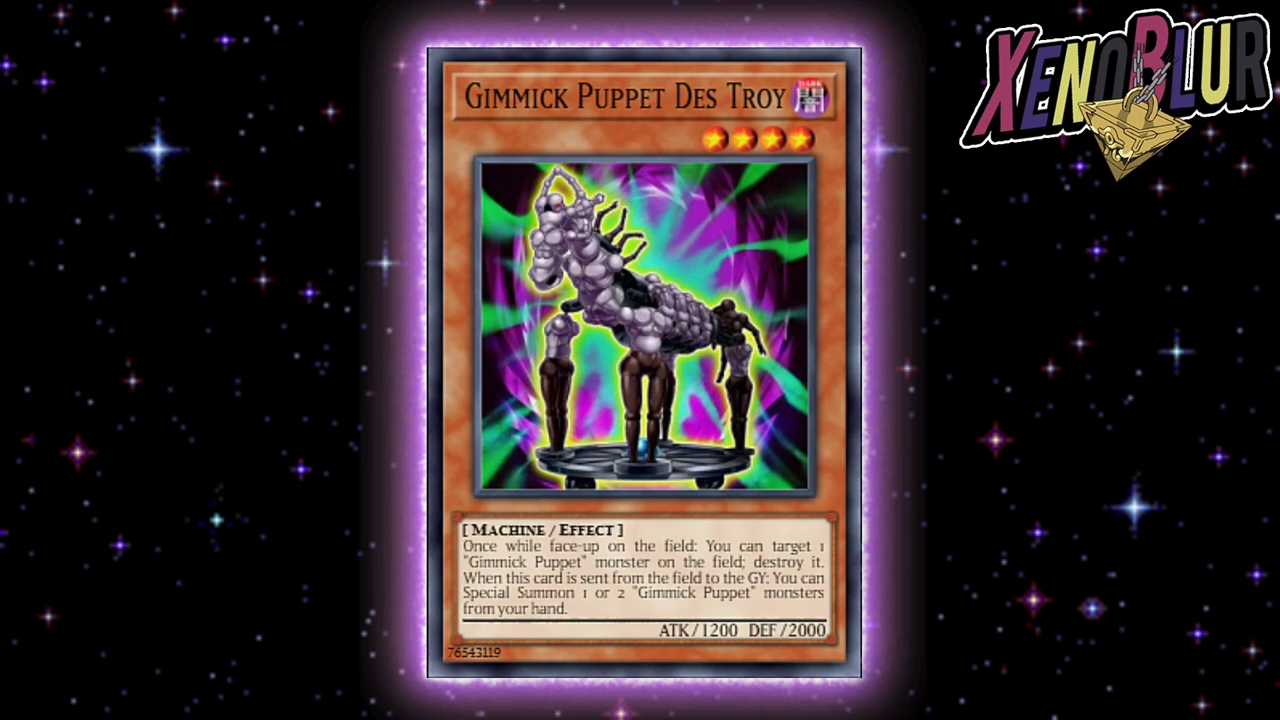 XENOBLUR
GIMMICK PUPPET DES TROY
DARK
闇
[ MACHINE / EFFECT ]
Once while face-up on the field: You can target 1
"Gimmick Puppet" monster on the field; destroy it.
When this card is sent from the field to the GY: You can
Special Summon 1 or 2 "Gimmick Puppet" monsters
from your hand.
ATK/1200 DEF/2000
76543119